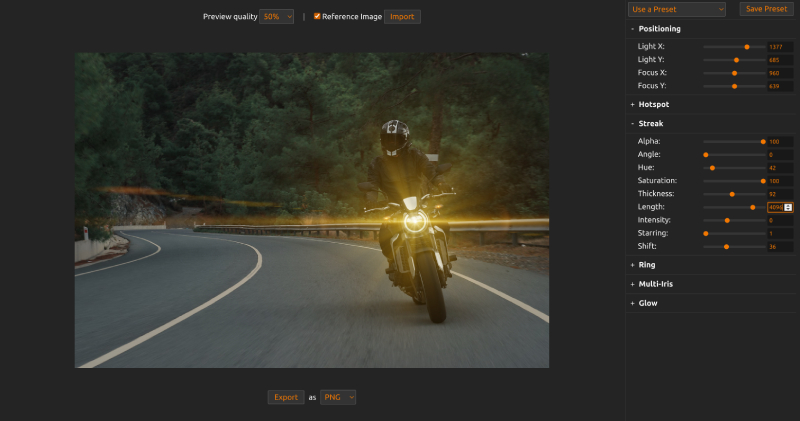 Preview quality 50% | Reference Image Import
Use a Preset Save Preset
- Positioning
Light X: 1377
Light Y: 685
Focus X: 960
Focus Y: 639
+ Hotspot
- Streak
Alpha: 100
Angle: 0
Hue: 42
Saturation: 100
Thickness: 92
Length: 4096
Intensity: 0
Starring: 1
Shift: 36
+ Ring
+ Multi-Iris
+ Glow
Export as PNG